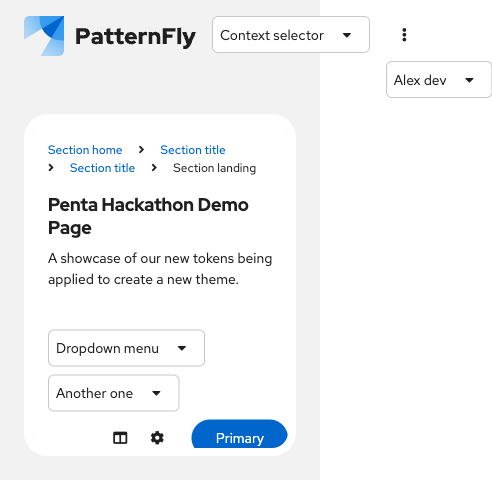 PatternFly
Context selector
Alex dev
Section home Section title
Section title Section landing
Penta Hackathon Demo
Page
A showcase of our new tokens being
applied to create a new theme.
Dropdown menu
Another one
Primary